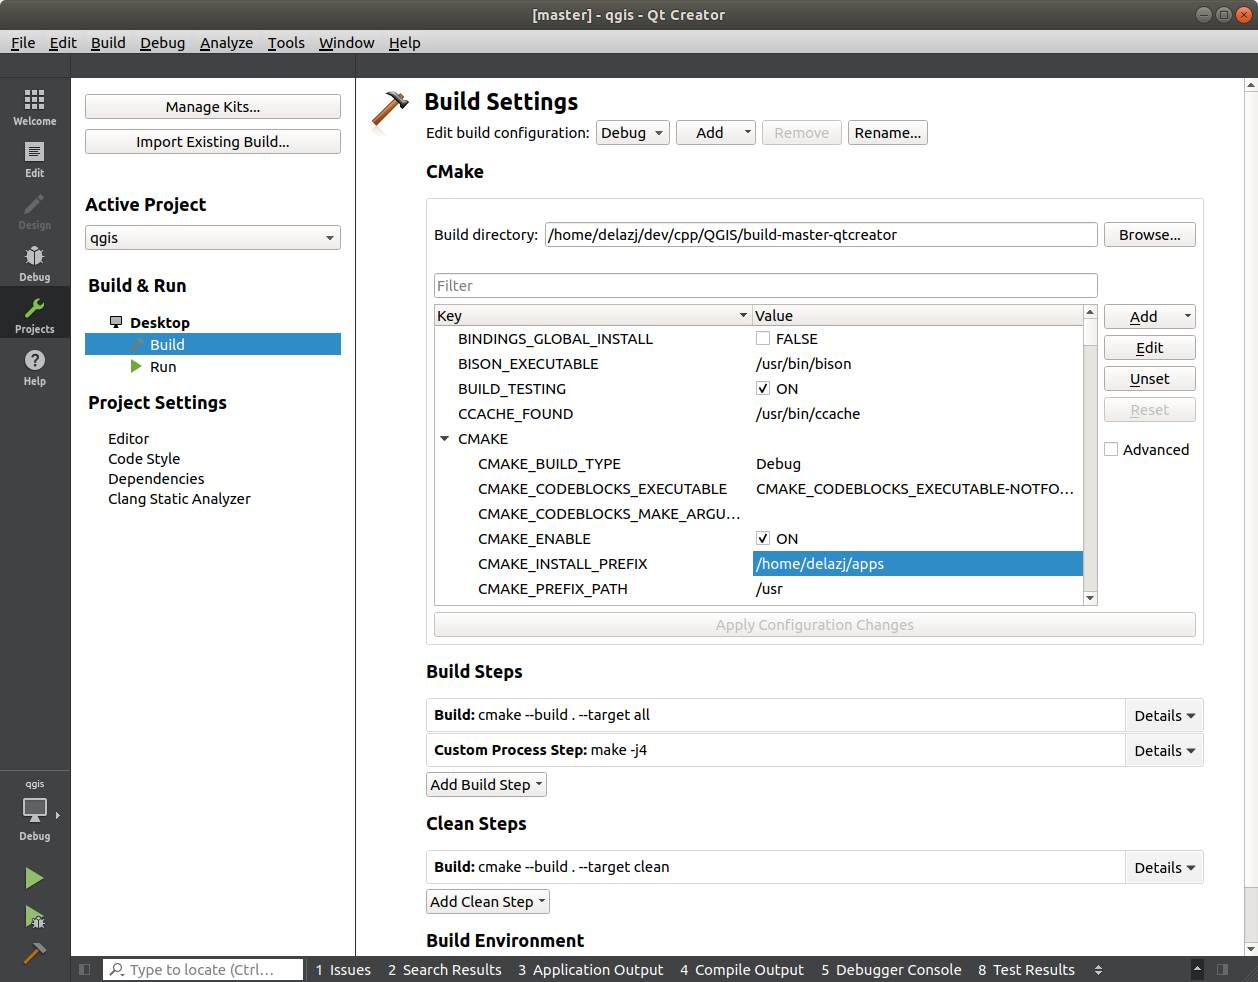 [master] - qgis - Qt Creator
File Edit Build Debug Analyze Tools Window Help
Welcome
Edit
Design
Debug
Projects
Help
qgis
Debug
Manage Kits...
Import Existing Build...
Active Project
qgis
Build & Run
Desktop
Build
Run
Project Settings
Editor
Code Style
Dependencies
Clang Static Analyzer
Build Settings
Edit build configuration: Debug Add Remove Rename...
CMake
Build directory: /home/delazj/dev/cpp/QGIS/build-master-qtcreator Browse...
Filter
Key Value
BINDINGS_GLOBAL_INSTALL FALSE
BISON_EXECUTABLE /usr/bin/bison
BUILD_TESTING ON
CCACHE_FOUND /usr/bin/ccache
CMAKE
CMAKE_BUILD_TYPE Debug
CMAKE_CODEBLOCKS_EXECUTABLE CMAKE_CODEBLOCKS_EXECUTABLE-NOTFO...
CMAKE_CODEBLOCKS_MAKE_ARGU...
CMAKE_ENABLE ON
CMAKE_INSTALL_PREFIX /home/delazj/apps
CMAKE_PREFIX_PATH /usr
Add
Edit
Unset
Reset
Advanced
Apply Configuration Changes
Build Steps
Build: cmake --build . --target all Details
Custom Process Step: make -j4 Details
Add Build Step
Clean Steps
Build: cmake --build . --target clean Details
Add Clean Step
Build Environment
Type to locate (Ctrl... 1 Issues 2 Search Results 3 Application Output 4 Compile Output 5 Debugger Console 8 Test Results